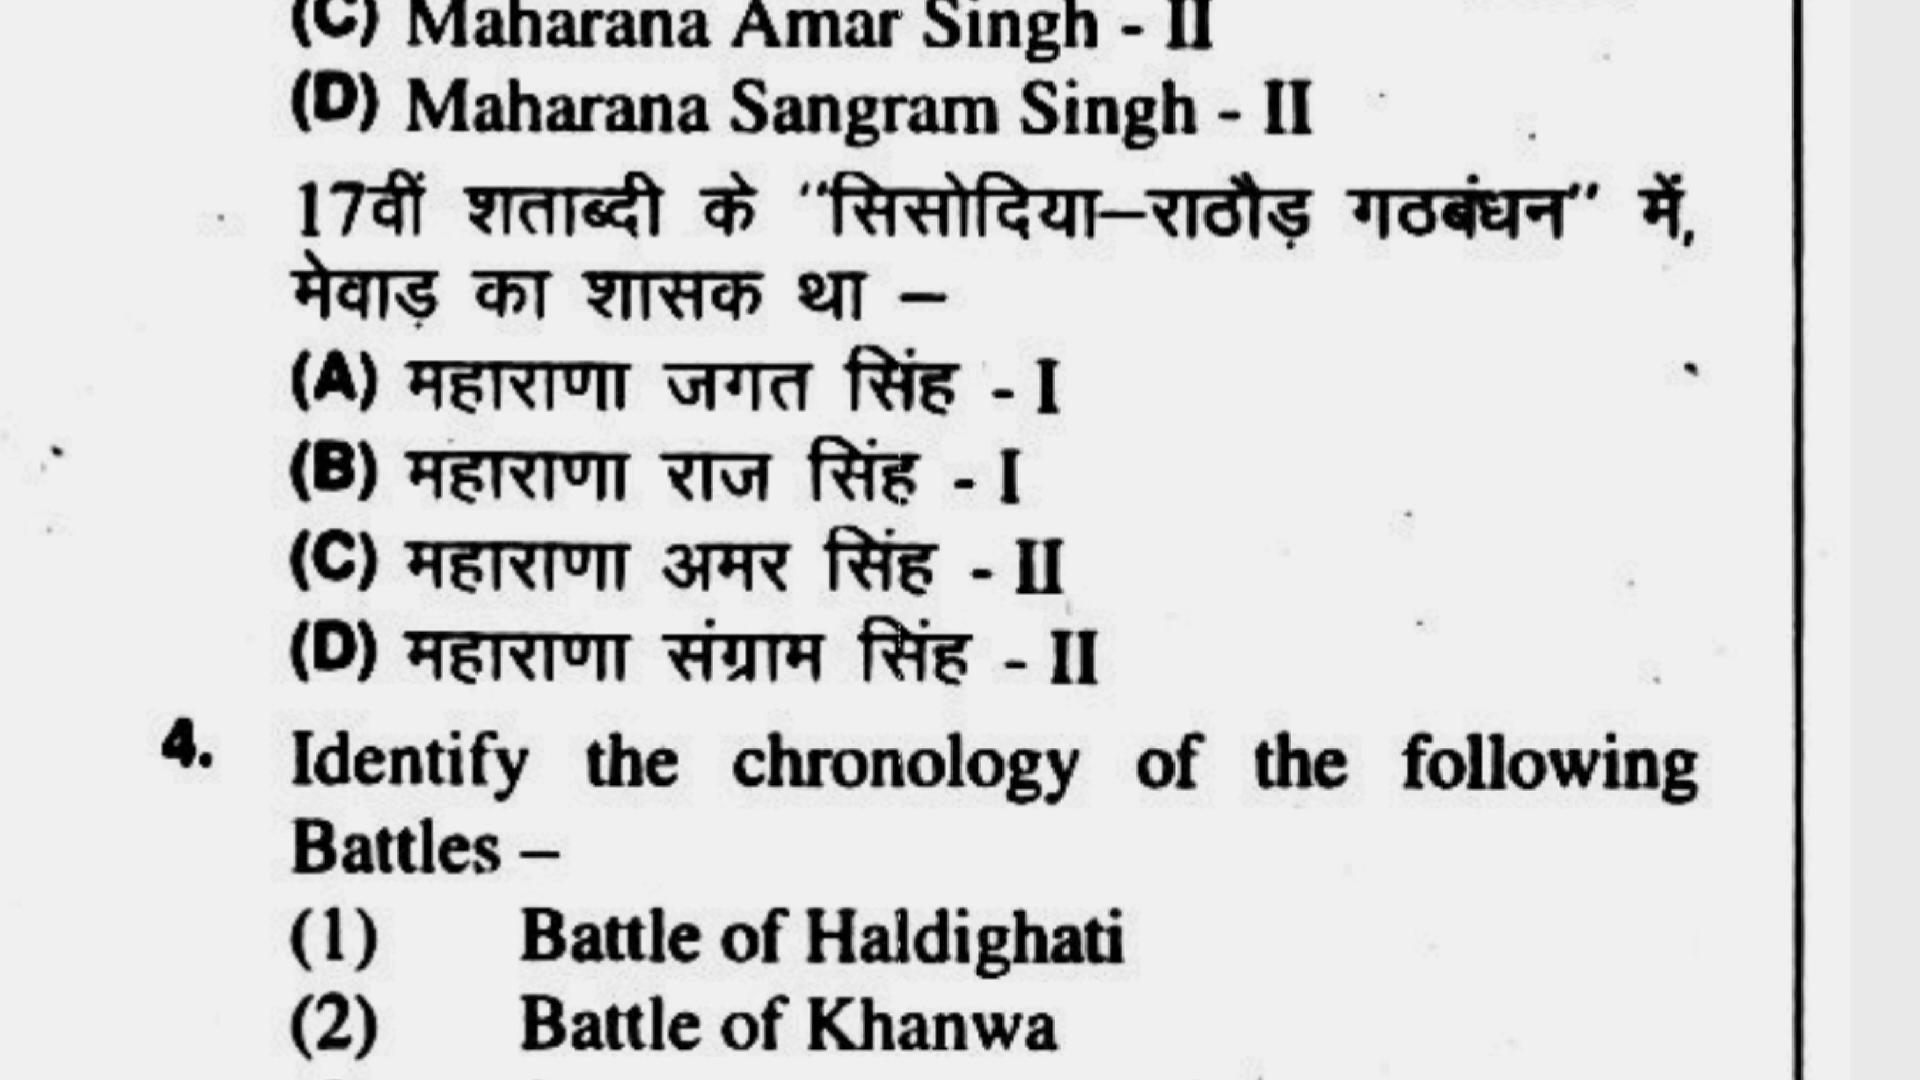 (C) Maharana Amar Singh - II
(D) Maharana Sangram Singh - II
17वीं शताब्दी के “सिसोदिया–राठौड़ गठबंधन” में,
मेवाड़ का शासक था –
(A) महाराणा जगत सिंह - I
(B) महाराणा राज सिंह - I
(C) महाराणा अमर सिंह - II
(D) महाराणा संग्राम सिंह - II
4. Identify the chronology of the following
Battles –
(1) Battle of Haldighati
(2) Battle of Khanwa